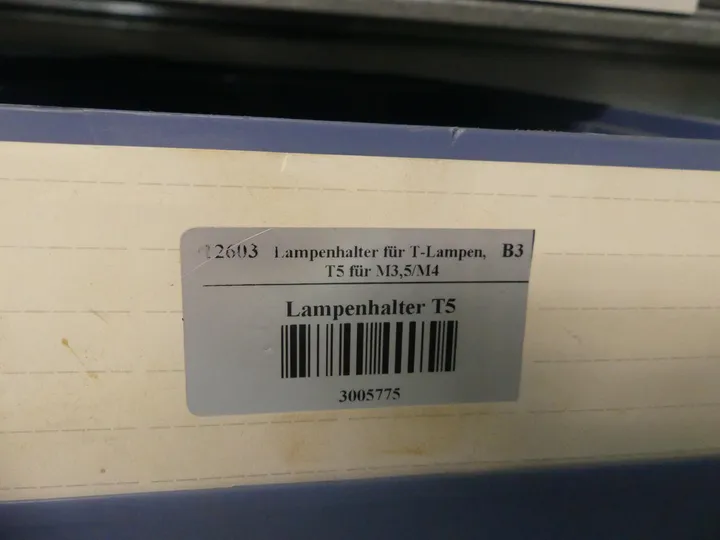 Lampenhalter für T-Lampen, B3
T5 für M3,5/M4
Lampenhalter T5
3005775